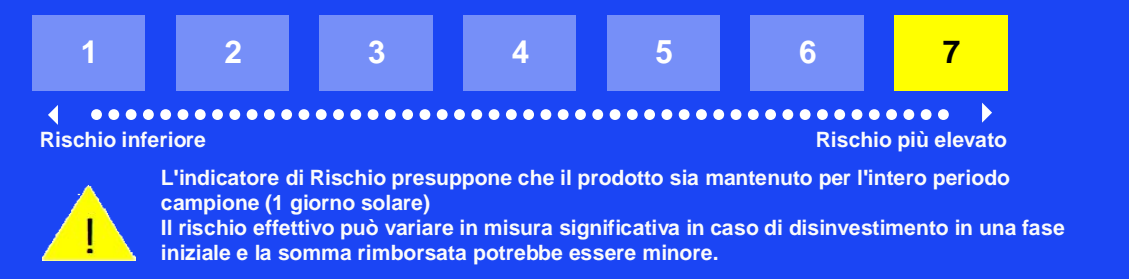 1 2 3 4 5 6 7
Rischio inferiore Rischio più elevato
L'indicatore di Rischio presuppone che il prodotto sia mantenuto per l'intero periodo
campione (1 giorno solare)
Il rischio effettivo può variare in misura significativa in caso di disinvestimento in una fase
iniziale e la somma rimborsata potrebbe essere minore.
!